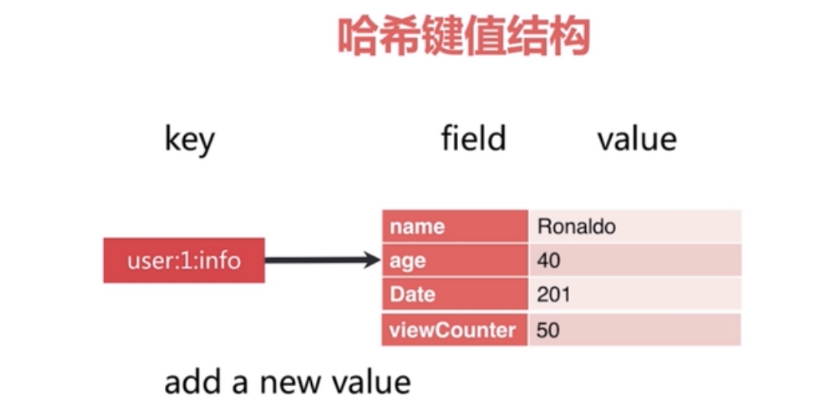 哈希键值结构
key field value
name Ronaldo
user:1:info age 40
Date 201
viewCounter 50
add a new value